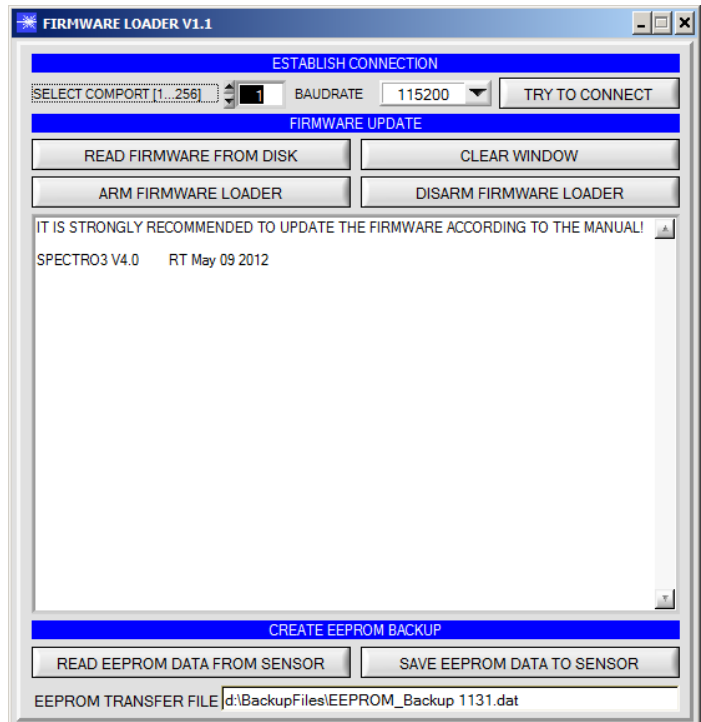 FIRMWARE LOADER V1.1
ESTABLISH CONNECTION
SELECT COMPORT [1...256] 1 BAUDRATE 115200 TRY TO CONNECT
FIRMWARE UPDATE
READ FIRMWARE FROM DISK CLEAR WINDOW
ARM FIRMWARE LOADER DISARM FIRMWARE LOADER
IT IS STRONGLY RECOMMENDED TO UPDATE THE FIRMWARE ACCORDING TO THE MANUAL!
SPECTRO3 V4.0 RT May 09 2012
CREATE EEPROM BACKUP
READ EEPROM DATA FROM SENSOR SAVE EEPROM DATA TO SENSOR
EEPROM TRANSFER FILE d:\BackupFiles\EEPROM_Backup 1131.dat